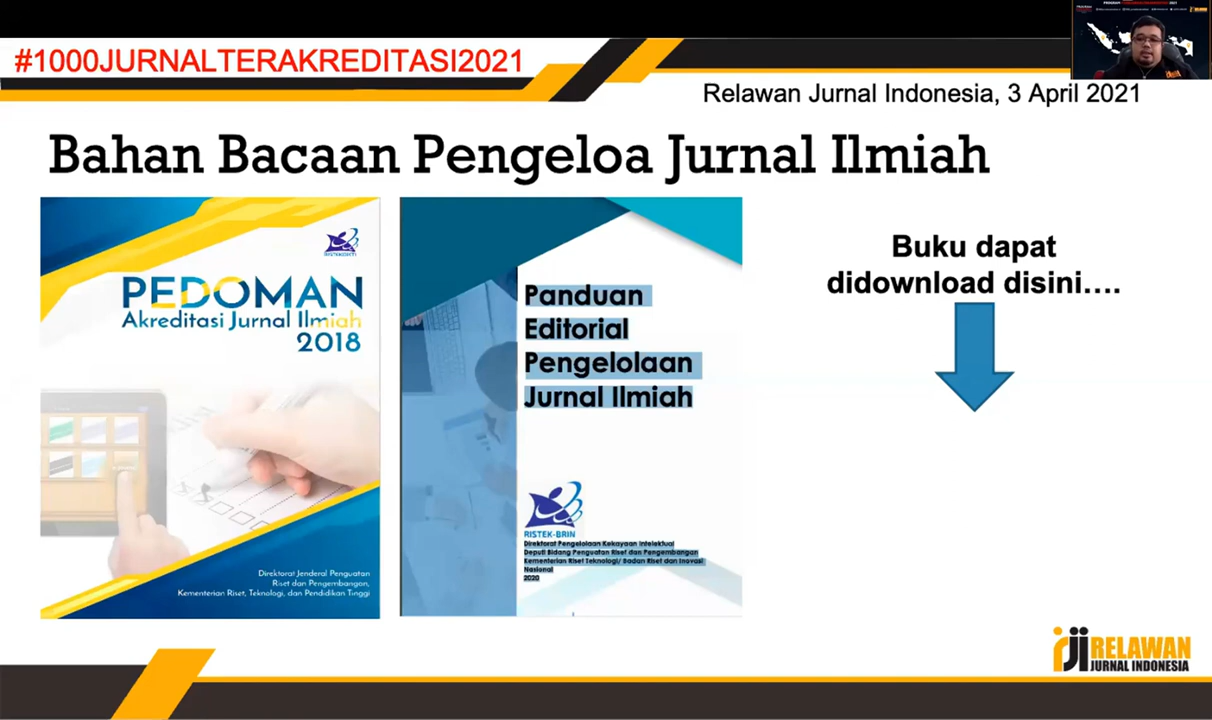 #1000JURNALTERAKREDITASI2021
Relawan Jurnal Indonesia, 3 April 2021
Bahan Bacaan Pengeloa Jurnal Ilmiah
RISTEKDIKTI
PEDOMAN
Akreditasi Jurnal Ilmiah
2018
Direktorat Jenderal Penguatan
Riset dan Pengembangan,
Kementerian Riset, Teknologi, dan Pendidikan Tinggi
Panduan
Editorial
Pengelolaan
Jurnal Ilmiah
RISTEK-BRIN
Direktorat Pengelolaan Kekayaan Intelektual
Deputi Bidang Penguatan Riset dan Pengembangan
Kementerian Riset Teknologi/ Badan Riset dan Inovasi
Nasional
2020
Buku dapat
didownload disini....
rji RELAWAN
JURNAL INDONESIA